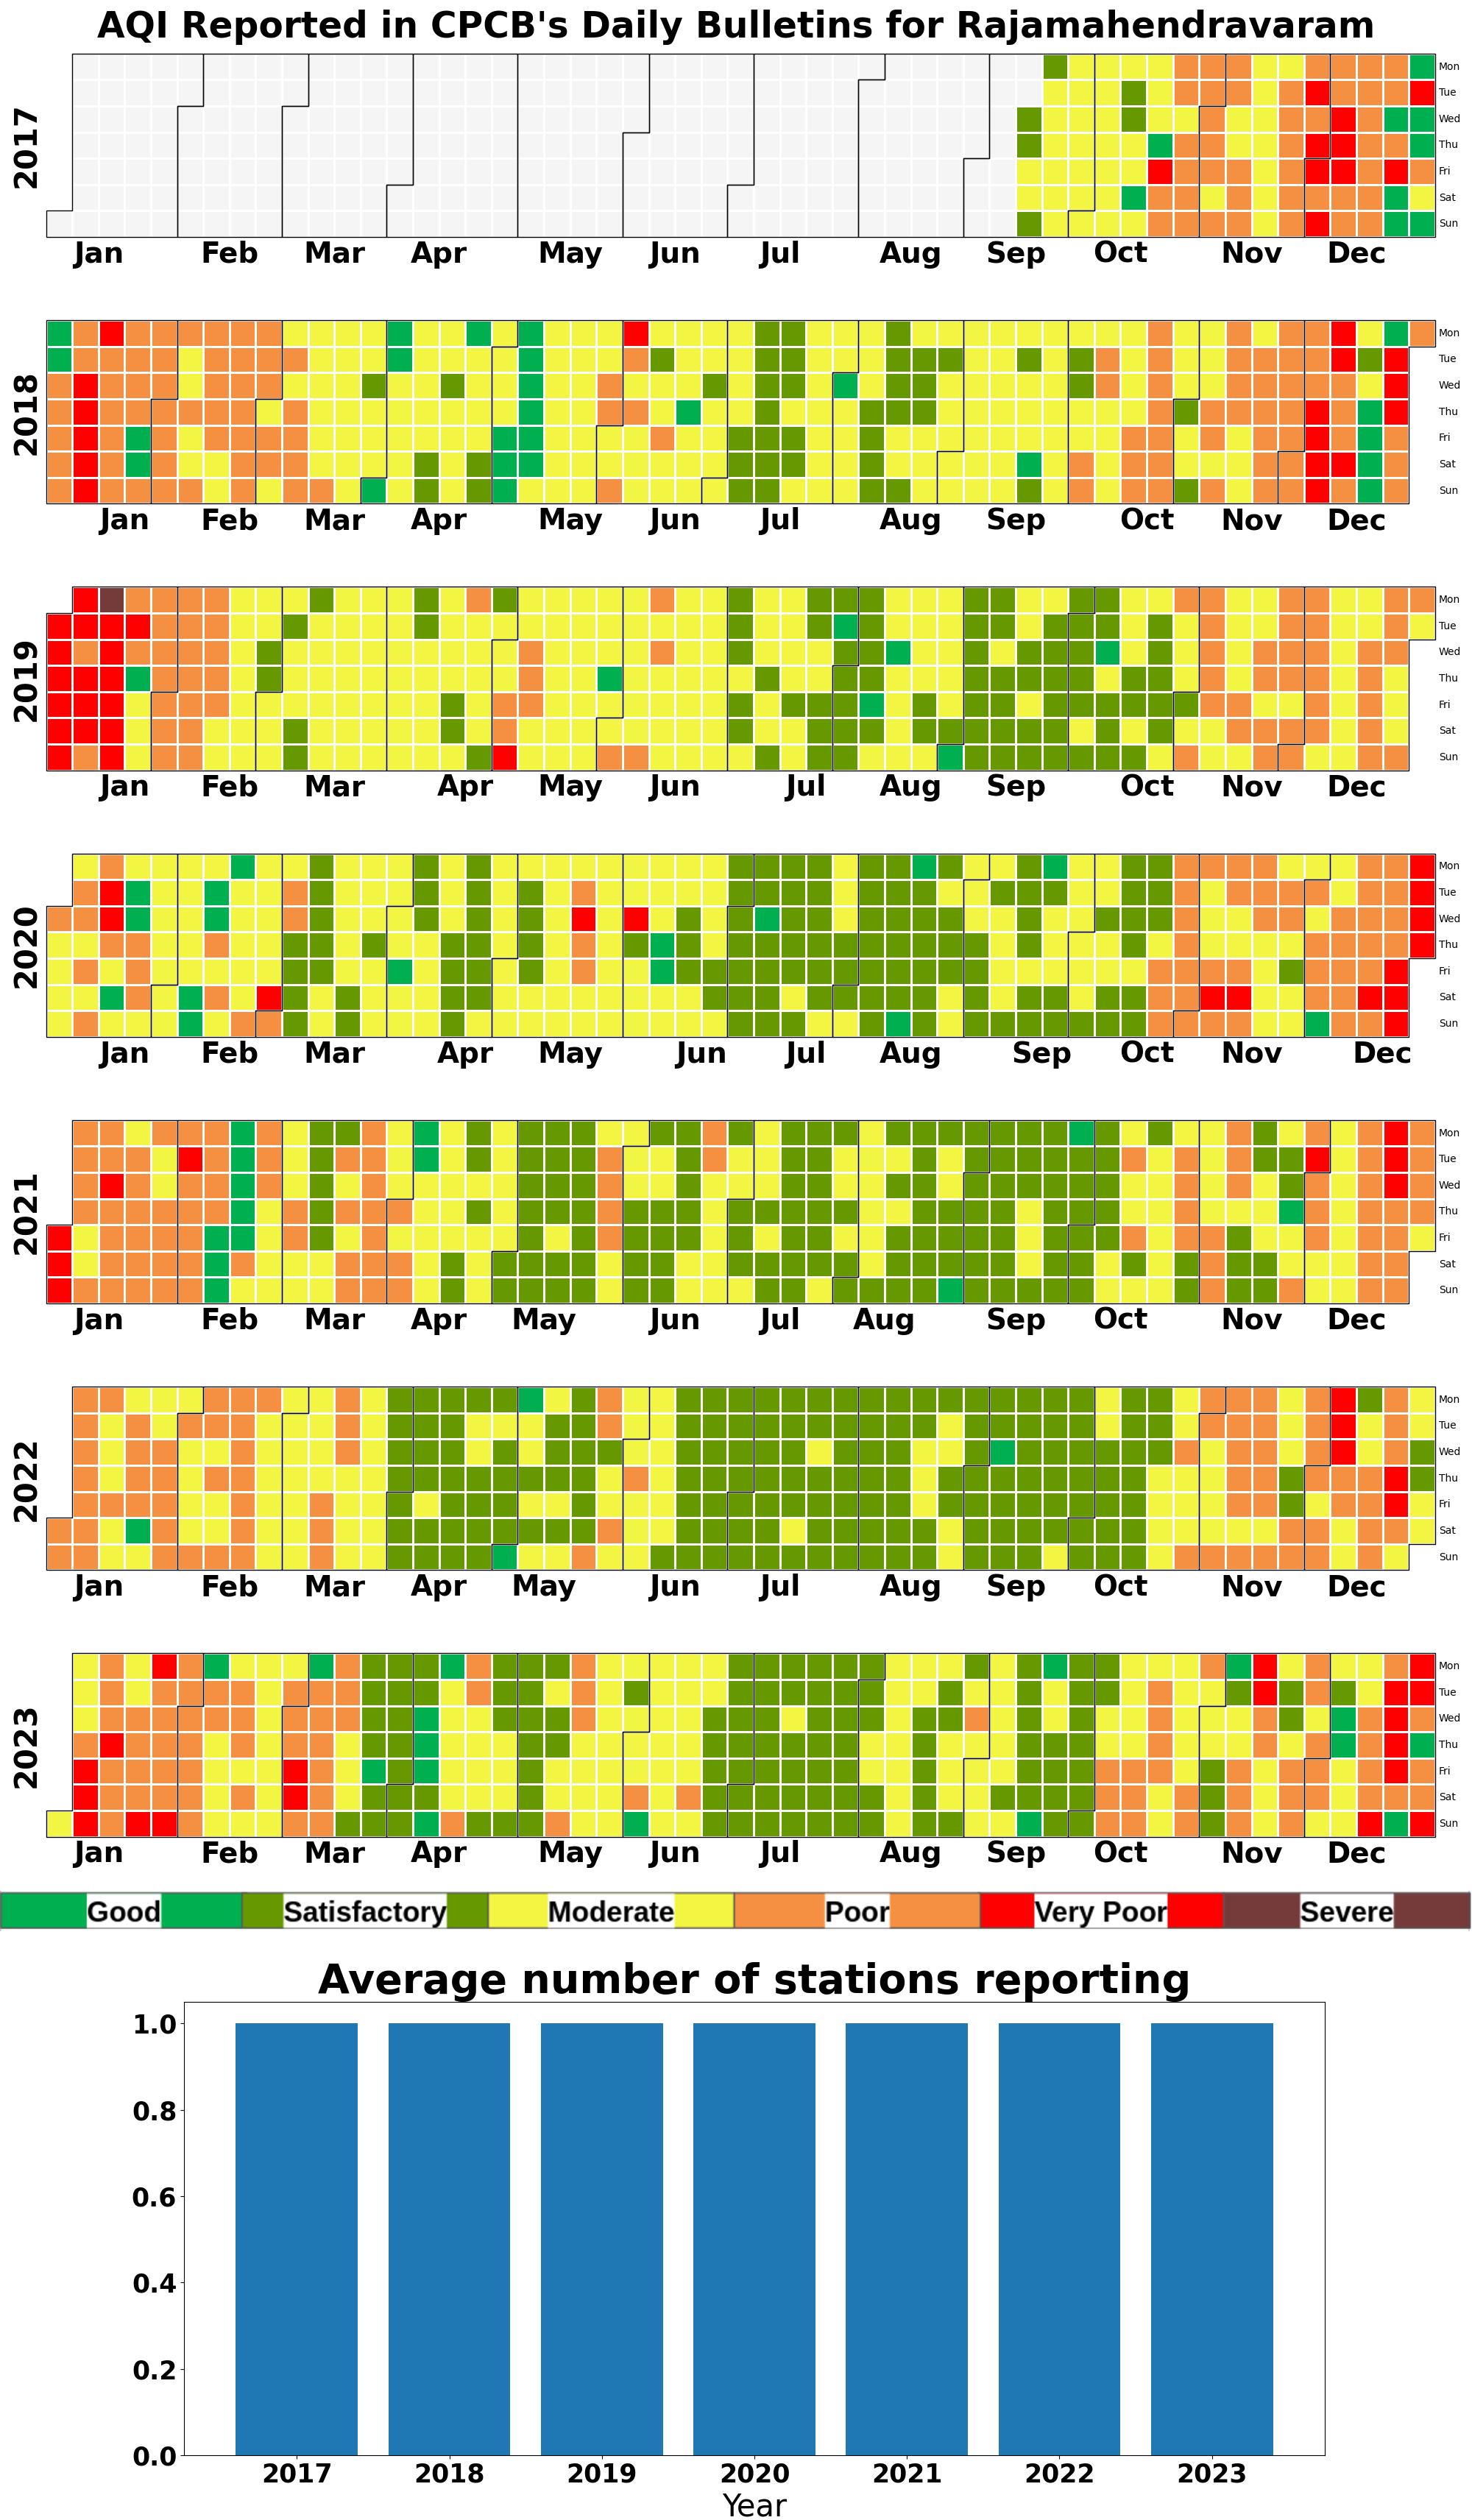 AQI Reported in CPCB's Daily Bulletins for Rajamahendravaram
2017
Mon
Tue
Wed
Thu
Fri
Sat
Sun
Jan Feb Mar Apr May Jun Jul Aug Sep Oct Nov Dec
2018
Mon
Tue
Wed
Thu
Fri
Sat
Sun
Jan Feb Mar Apr May Jun Jul Aug Sep Oct Nov Dec
2019
Mon
Tue
Wed
Thu
Fri
Sat
Sun
Jan Feb Mar Apr May Jun Jul Aug Sep Oct Nov Dec
2020
Mon
Tue
Wed
Thu
Fri
Sat
Sun
Jan Feb Mar Apr May Jun Jul Aug Sep Oct Nov Dec
2021
Mon
Tue
Wed
Thu
Fri
Sat
Sun
Jan Feb Mar Apr May Jun Jul Aug Sep Oct Nov Dec
2022
Mon
Tue
Wed
Thu
Fri
Sat
Sun
Jan Feb Mar Apr May Jun Jul Aug Sep Oct Nov Dec
2023
Mon
Tue
Wed
Thu
Fri
Sat
Sun
Jan Feb Mar Apr May Jun Jul Aug Sep Oct Nov Dec
Good Satisfactory Moderate Poor Very Poor Severe
Average number of stations reporting
1.0
0.8
0.6
0.4
0.2
0.0
2017 2018 2019 2020 2021 2022 2023
Year